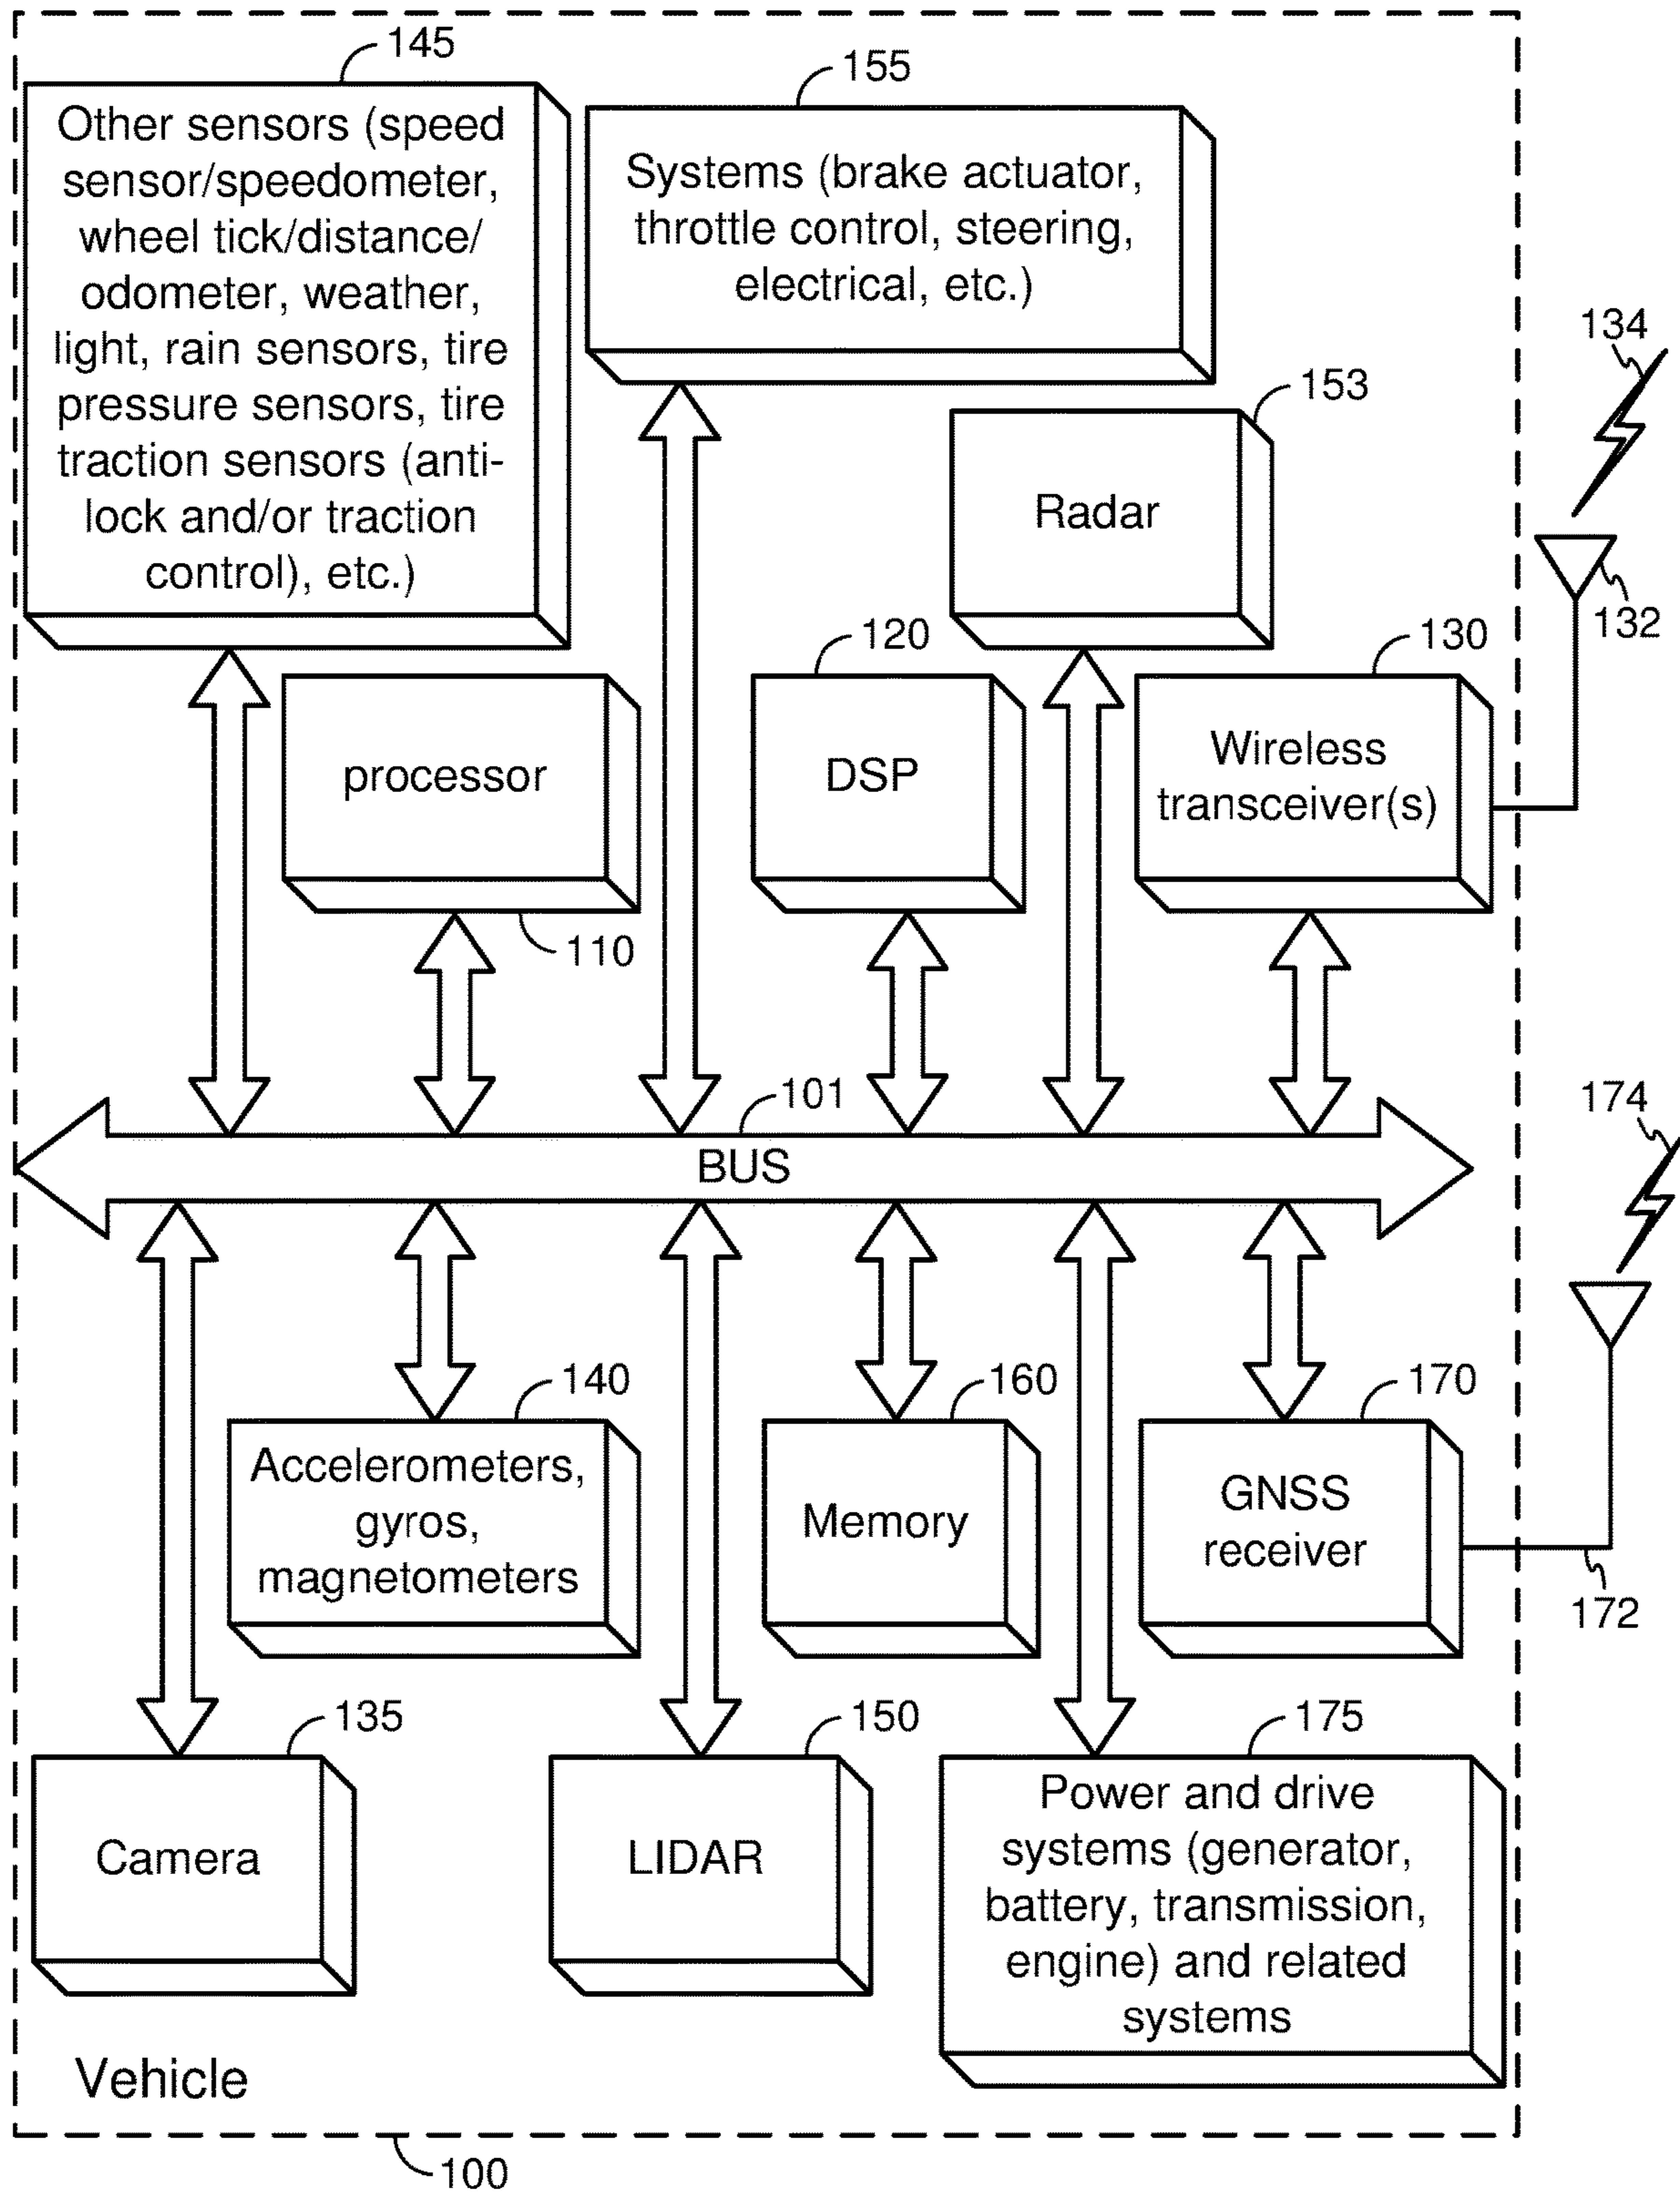 145
Other sensors (speed
sensor/speedometer,
wheel tick/distance/
odometer, weather,
light, rain sensors, tire
pressure sensors, tire
traction sensors (anti-
lock and/or traction
control), etc.)
155
Systems (brake actuator,
throttle control, steering,
electrical, etc.)
134
153
Radar
132
120
130
processor
DSP
Wireless
transceiver(s)
110
101
BUS
174
140
Accelerometers,
gyros,
magnetometers
160
Memory
170
GNSS
receiver
172
135
Camera
150
LIDAR
175
Power and drive
systems (generator,
battery, transmission,
engine) and related
systems
Vehicle
100